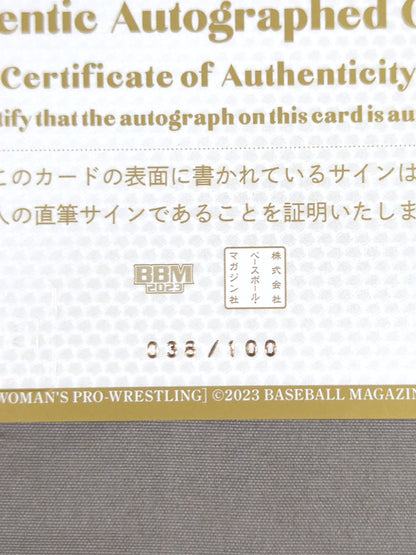 entic Autographed C
Certificate of Authenticity
tify that the autograph on this card is au
このカードの表面に書かれているサインは
人の直筆サインであることを証明いたしま
BBM
2023
株式会社
ベースボール・
マガジン社
036/100
WOMAN'S PRO-WRESTLING] ©2023 BASEBALL MAGAZIN